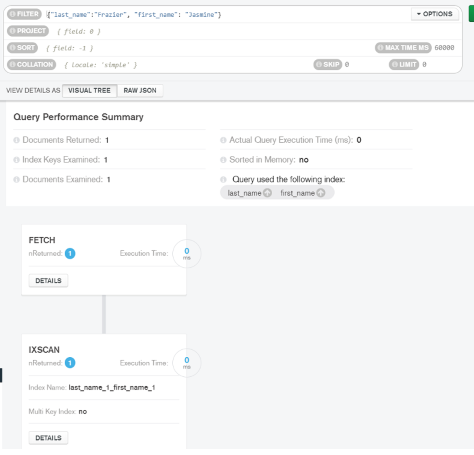 FILTER {"last_name":"Frazier", "first_name": "Jasmine"} OPTIONS
PROJECT { field: 0 }
SORT { field: -1 } MAX TIME MS 60000
COLLATION { locale: 'simple' } SKIP 0 LIMIT 0
VIEW DETAILS AS VISUAL TREE RAW JSON
Query Performance Summary
Documents Returned: 1 Actual Query Execution Time (ms): 0
Index Keys Examined: 1 Sorted in Memory: no
Documents Examined: 1 Query used the following index:
last_name first_name
FETCH
nReturned: 1 Execution Time: 0 ms
DETAILS
IXSCAN
nReturned: 1 Execution Time: 0 ms
Index Name: last_name_1_first_name_1
Multi Key Index: no
DETAILS